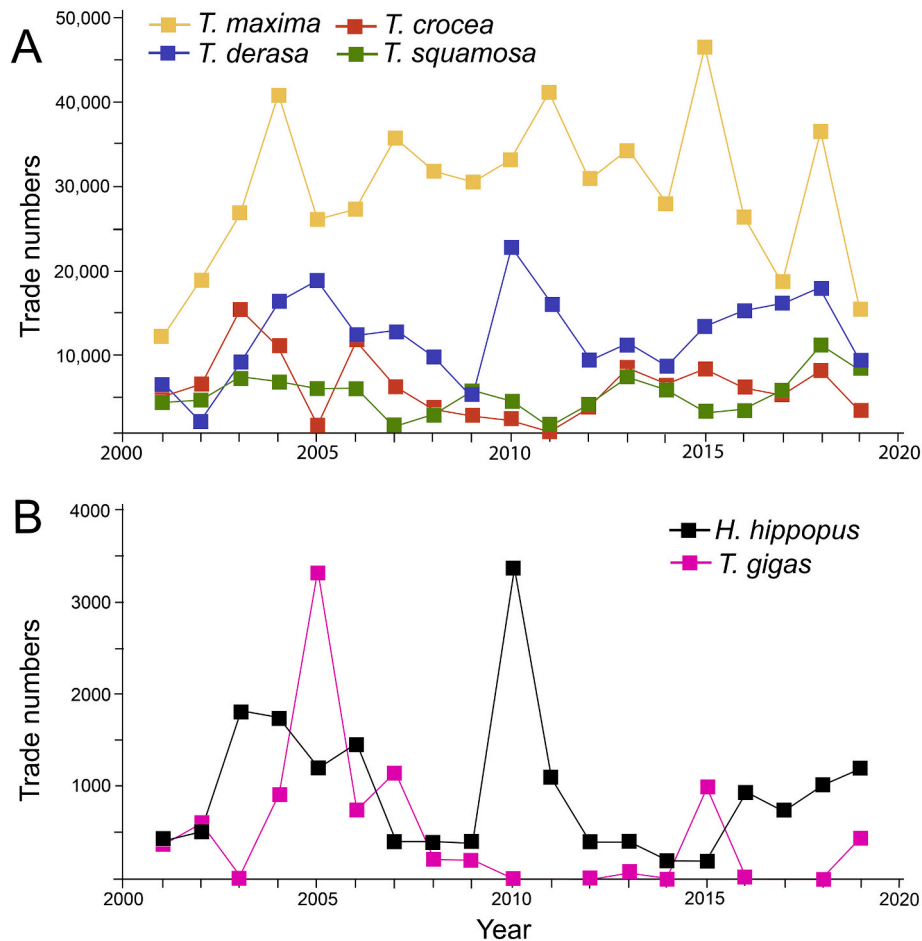 A
T. maxima
T. crocea
T. derasa
T. squamosa
Trade numbers
50,000
40,000
30,000
20,000
10,000
2000
2005
2010
2015
2020
B
H. hippopus
T. gigas
Trade numbers
4000
3000
2000
1000
2000
2005
2010
2015
2020
Year